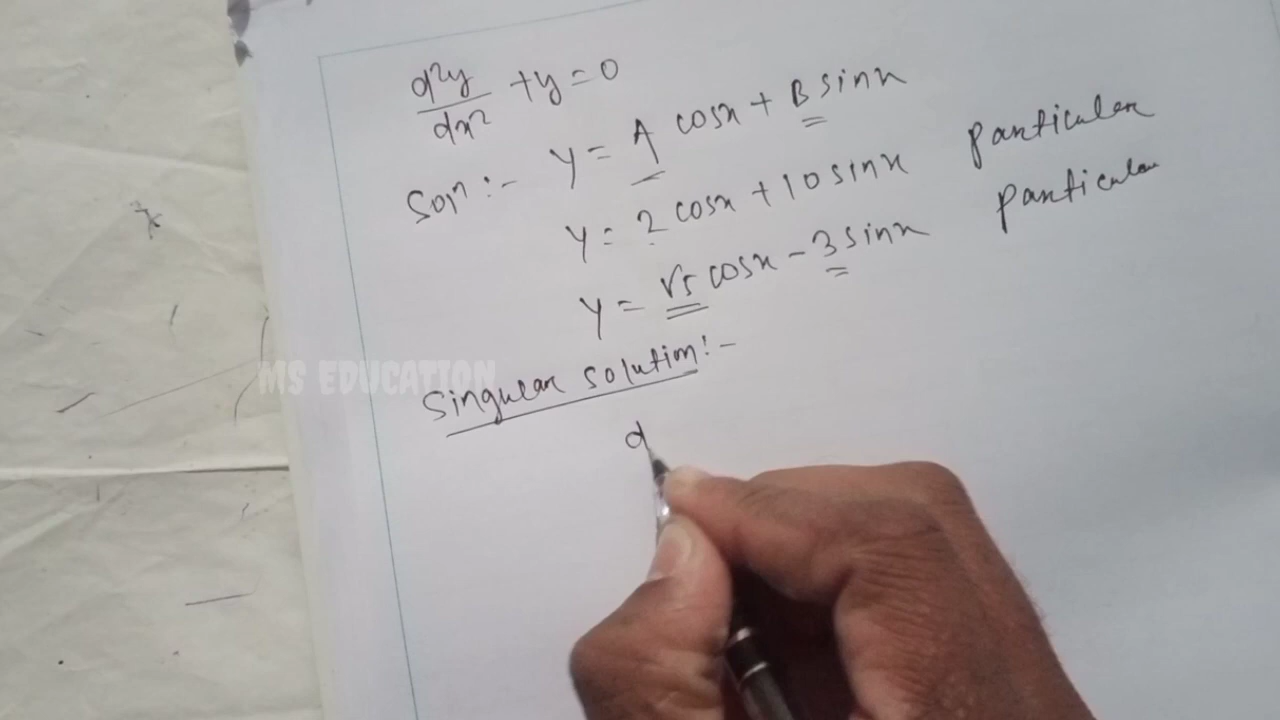 d²y/dx² + y = 0
Solⁿ :- y = A cosx + B sinx
y = 2 cosx + 10 sinx particular
y = √5 cosx - 3 sinx particular
Singular solution :-
d
MS EDUCATION